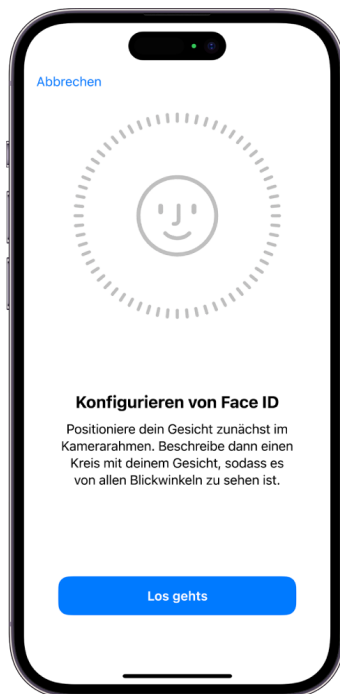 Abbrechen
Konfigurieren von Face ID
Positioniere dein Gesicht zunächst im
Kamerarahmen. Beschreibe dann einen
Kreis mit deinem Gesicht, sodass es
von allen Blickwinkeln zu sehen ist.
Los gehts